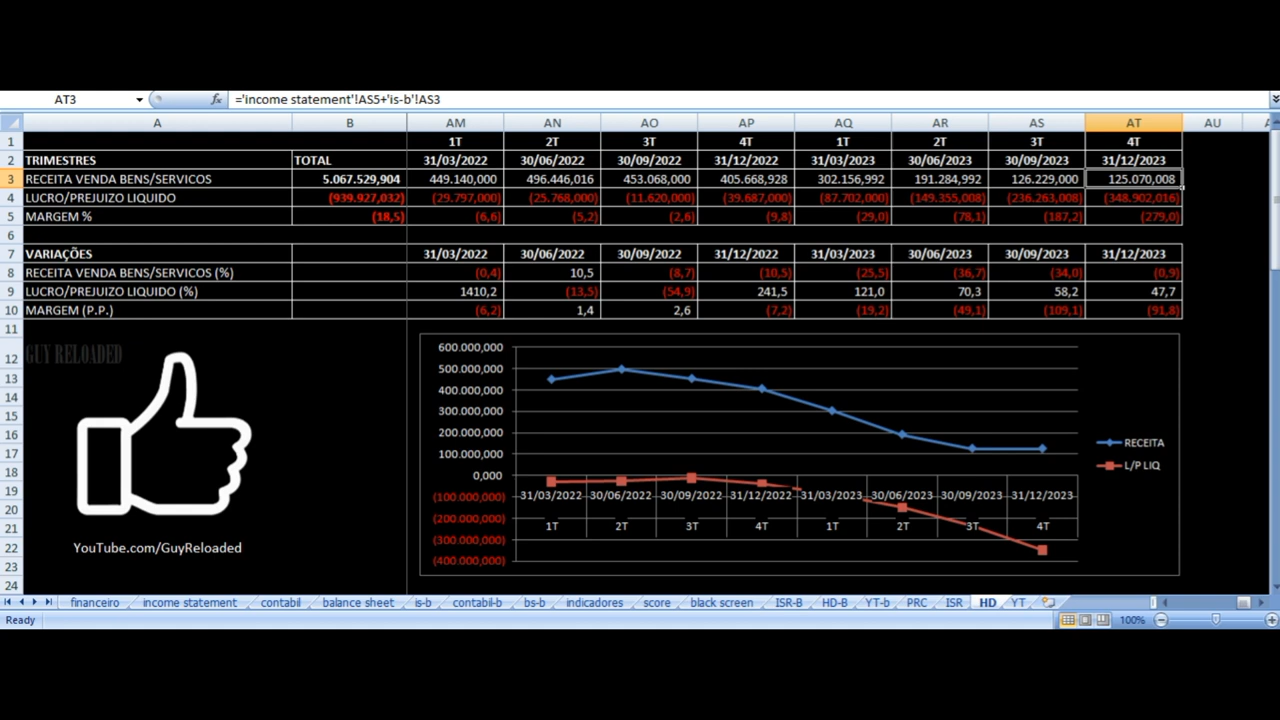 AT3 fx ='income statement'!AS5+'is-b'!AS3
A B AM AN AO AP AQ AR AS AT AU
1 1T 2T 3T 4T 1T 2T 3T 4T
2 TRIMESTRES TOTAL 31/03/2022 30/06/2022 30/09/2022 31/12/2022 31/03/2023 30/06/2023 30/09/2023 31/12/2023
3 RECEITA VENDA BENS/SERVICOS 5.067.529,904 449.140,000 496.446,016 453.068,000 405.668,928 302.156,992 191.284,992 126.229,000 125.070,008
4 LUCRO/PREJUIZO LIQUIDO (939.927,032) (29.797,000) (25.768,000) (11.620,000) (39.687,000) (87.702,000) (149.355,008) (236.263,008) (348.902,016)
5 MARGEM % (18,5) (6,6) (5,2) (2,6) (9,8) (29,0) (78,1) (187,2) (279,0)
6
7 VARIAÇÕES 31/03/2022 30/06/2022 30/09/2022 31/12/2022 31/03/2023 30/06/2023 30/09/2023 31/12/2023
8 RECEITA VENDA BENS/SERVICOS (%) (0,4) 10,5 (8,7) (10,5) (25,5) (36,7) (34,0) (0,9)
9 LUCRO/PREJUIZO LIQUIDO (%) 1410,2 (13,5) (54,9) 241,5 121,0 70,3 58,2 47,7
10 MARGEM (P.P.) (6,2) 1,4 2,6 (7,2) (19,2) (49,1) (109,1) (91,8)
11
12 GUY RELOADED
13
14
15
16
17
18
19
20
21
22
23
24
YouTube.com/GuyReloaded
600.000,000
500.000,000
400.000,000
300.000,000
200.000,000
100.000,000
0,000
(100.000,000)
(200.000,000)
(300.000,000)
(400.000,000)
31/03/2022 30/06/2022 30/09/2022 31/12/2022 31/03/2023 30/06/2023 30/09/2023 31/12/2023
1T 2T 3T 4T 1T 2T 3T 4T
RECEITA
L/P LIQ
financeiro income statement contabil balance sheet is-b contabil-b bs-b indicadores score black screen ISR-B HD-B YT-b PRC ISR HD YT
Ready 100%